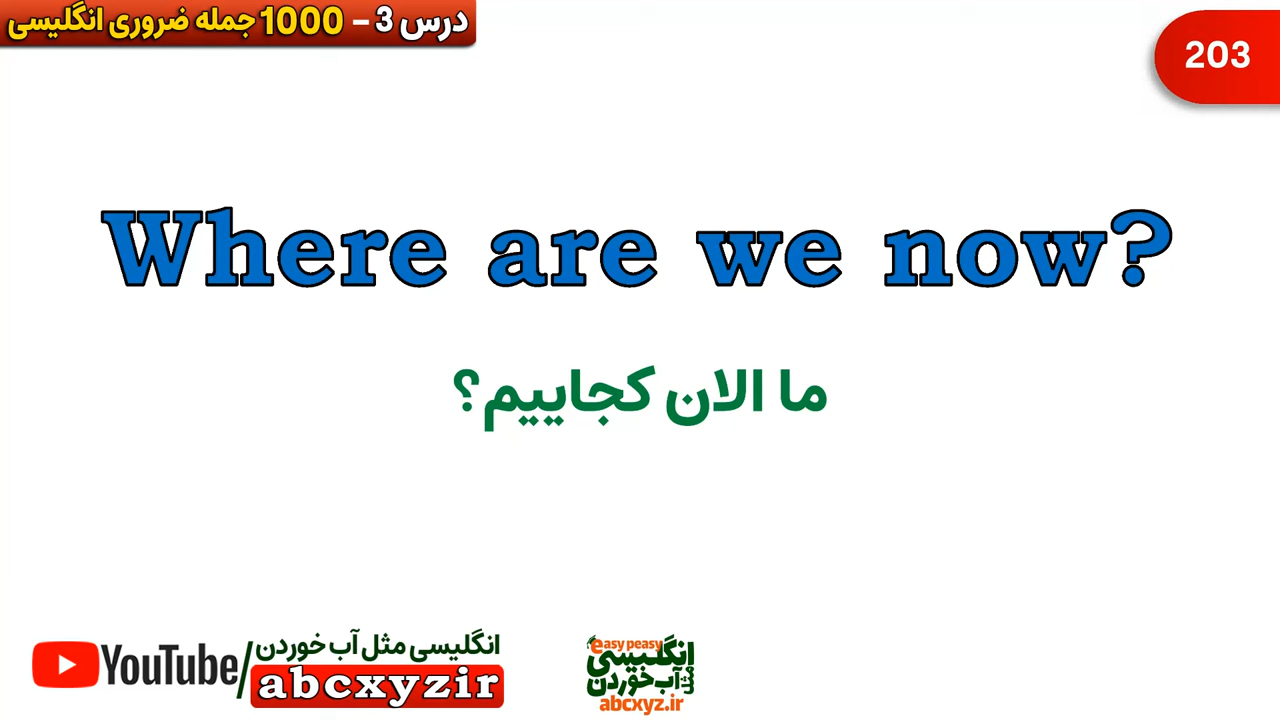 درس 3 – 1000 جمله ضروری انگلیسی
203
Where are we now?
ما الان کجاییم؟
YouTube/
انگلیسی مثل آب خوردن
abcxyzir
easy peasy
انگلیسی
مثل
آب خوردن
abcxyz.ir